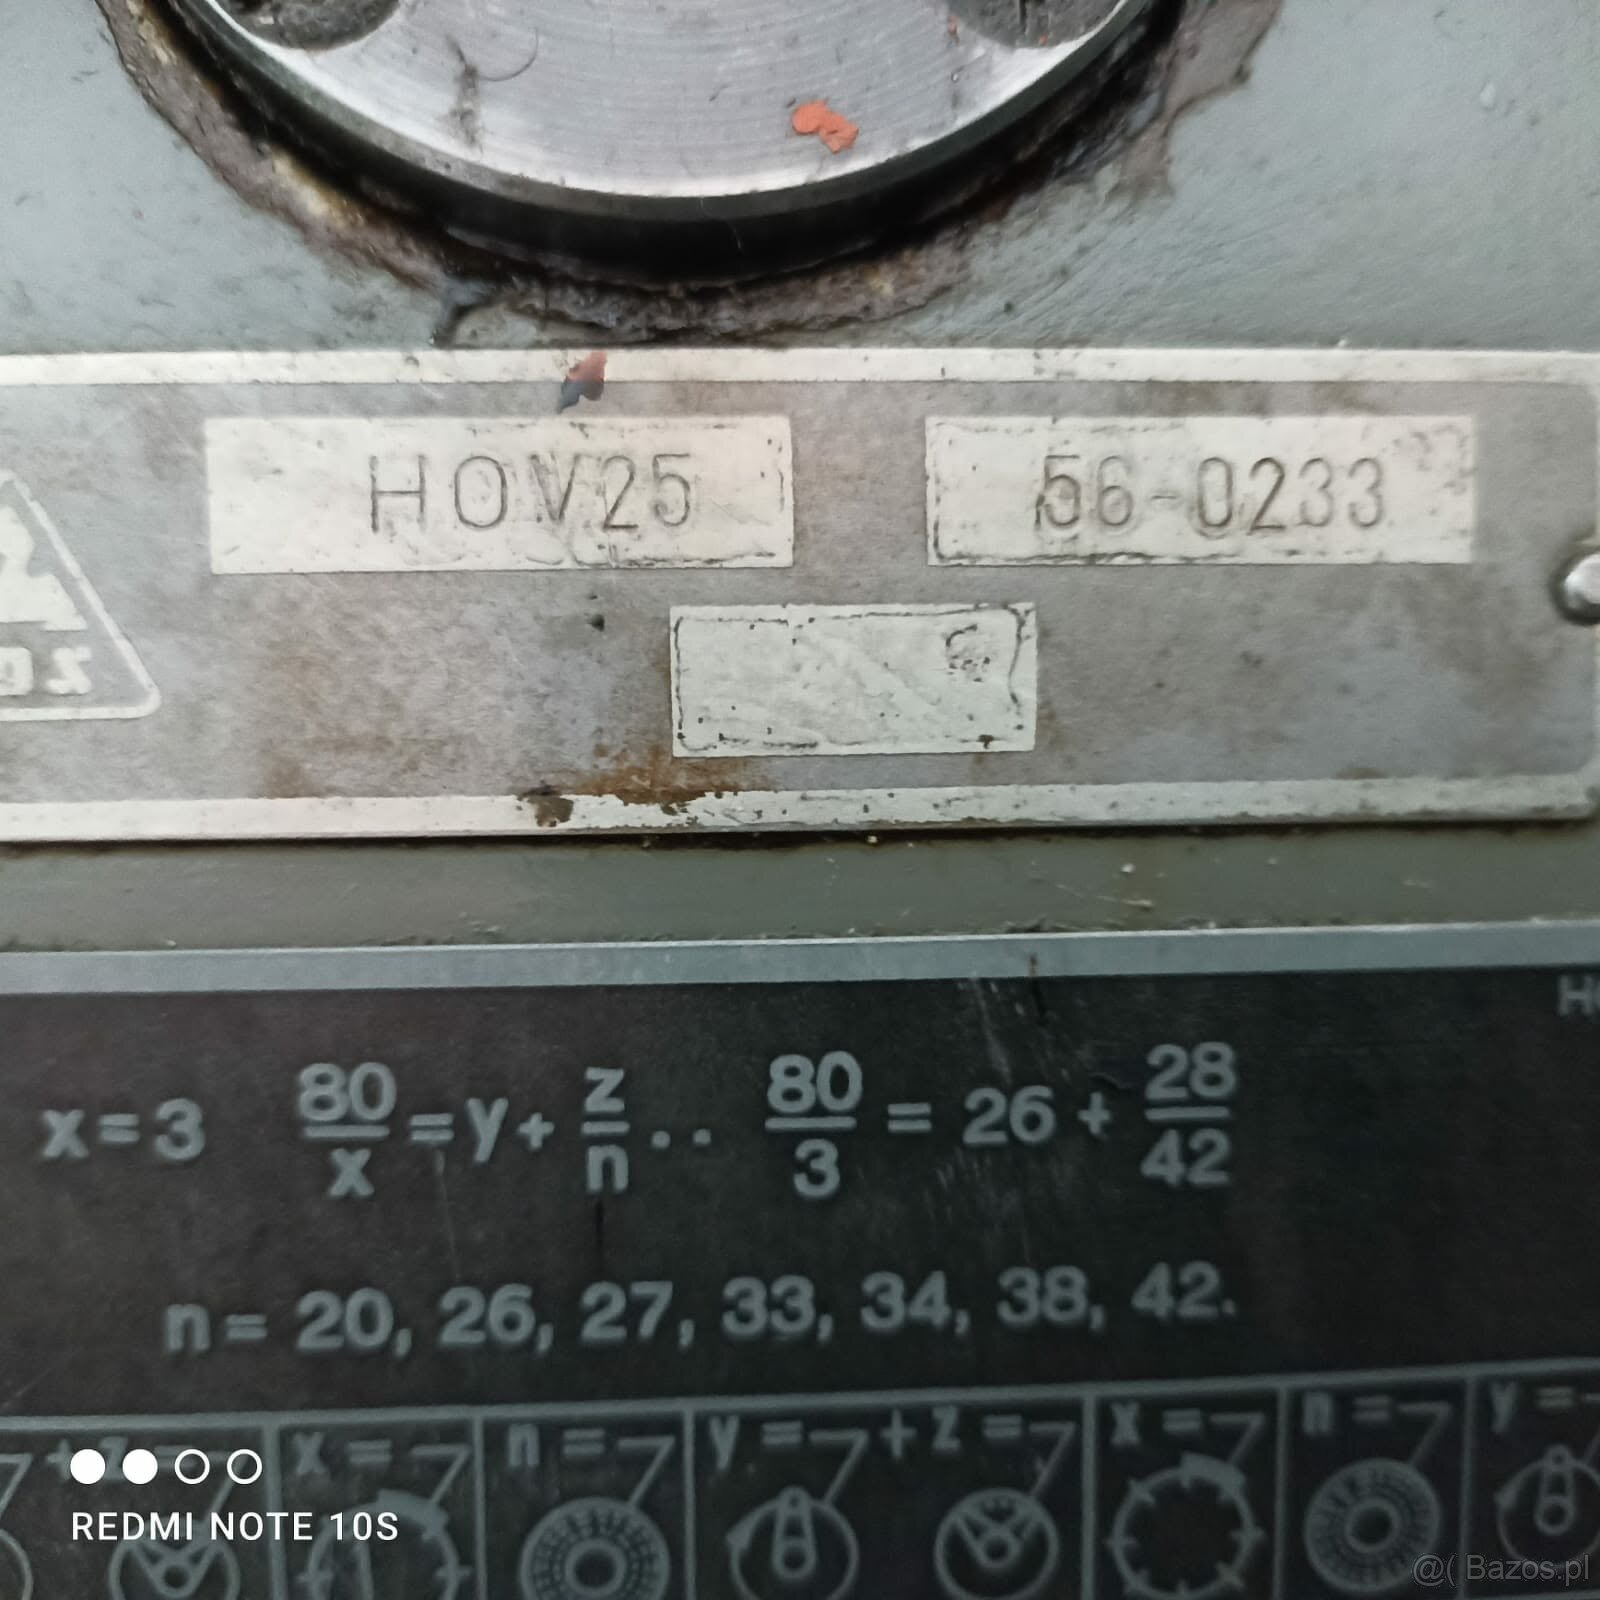 HOV25 56-0233
TOS
x=3 80/x = y + z/n .. 80/3 = 26 + 28/42
n= 20, 26, 27, 33, 34, 38, 42.
x= n= y= +z= x= n= y=
REDMI NOTE 10S
@( Bazos.pl